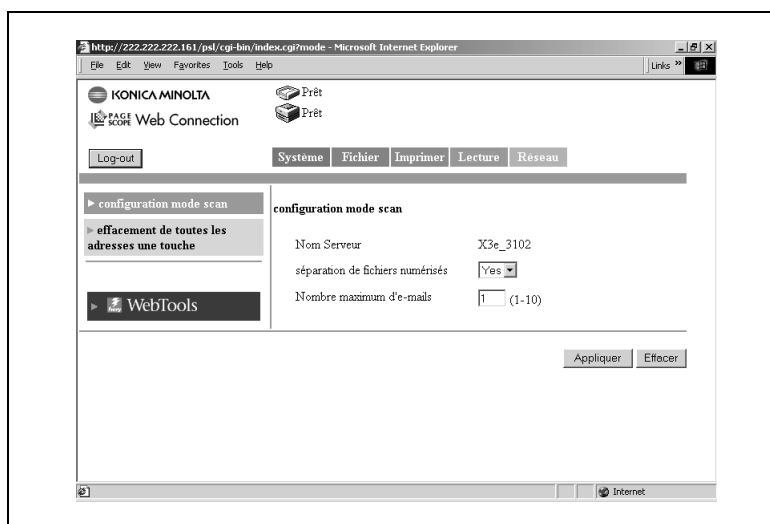 http://222.222.222.161/psl/cgi-bin/index.cgi?mode - Microsoft Internet Explorer
File Edit View Favorites Tools Help
Links »
KONICA MINOLTA
Prêt
PAGE SCOPE Web Connection
Prêt
Log-out
Système Fichier Imprimer Lecture Réseau
configuration mode scan
configuration mode scan
effacement de toutes les
adresses une touche
Nom Serveur X3e_3102
séparation de fichiers numérisés Yes
Nombre maximum d'e-mails 1 (1-10)
WebTools
Appliquer Effacer
Internet